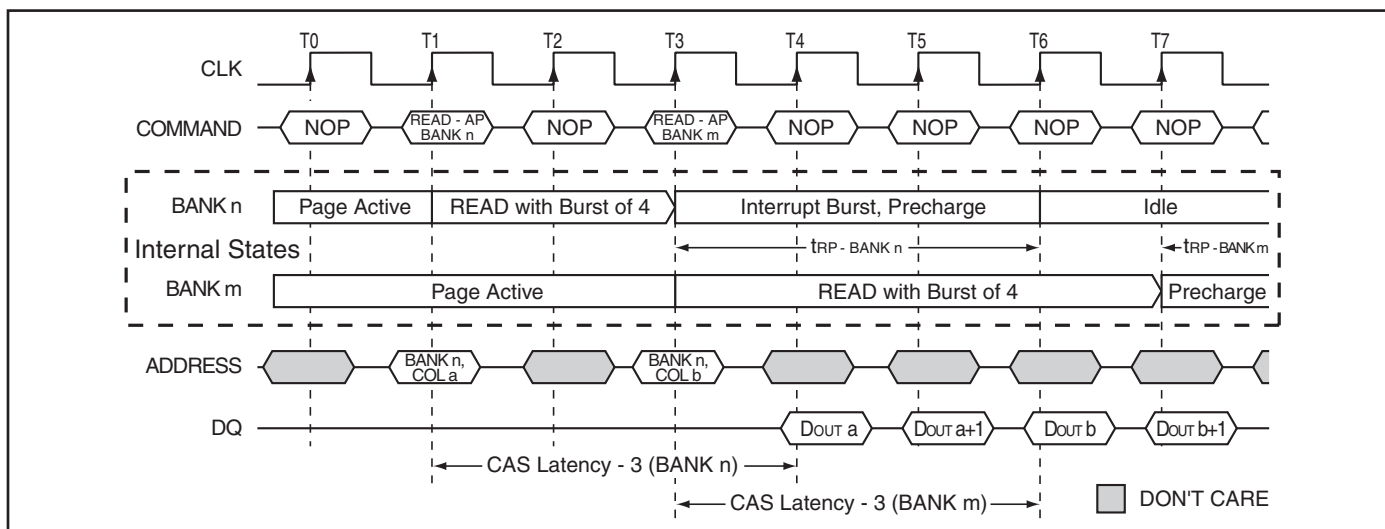 T0 T1 T2 T3 T4 T5 T6 T7
CLK
COMMAND NOP READ - AP BANK n NOP READ - AP BANK m NOP NOP NOP NOP
BANK n Page Active READ with Burst of 4 Interrupt Burst, Precharge Idle
Internal States tRP - BANK n tRP - BANK m
BANK m Page Active READ with Burst of 4 Precharge
ADDRESS BANK n, COL a BANK n, COL b
DQ DOUT a DOUT a+1 DOUT b DOUT b+1
CAS Latency - 3 (BANK n)
CAS Latency - 3 (BANK m)
DON'T CARE